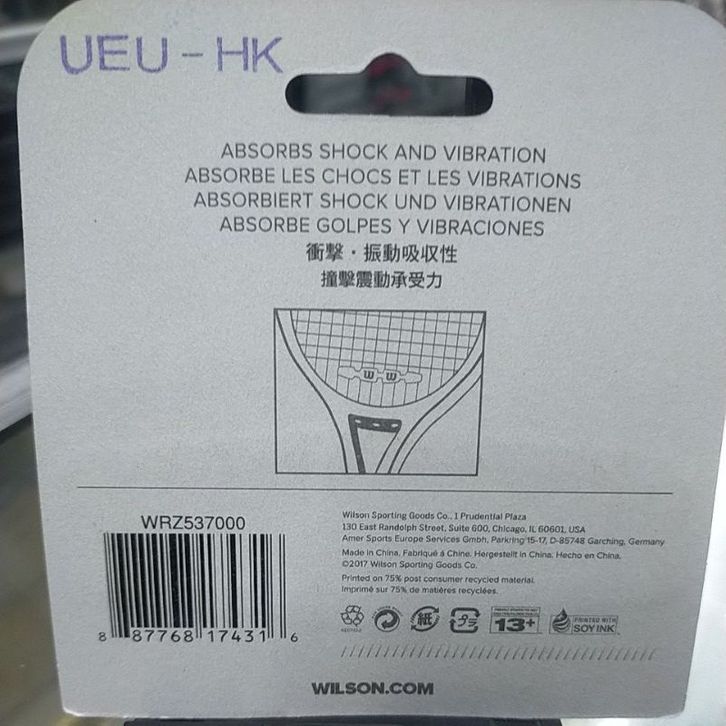 UEU-HK
ABSORBS SHOCK AND VIBRATION
ABSORBE LES CHOCS ET LES VIBRATIONS
ABSORBIERT SHOCK UND VIBRATIONEN
ABSORBE GOLPES Y VIBRACIONES
衝撃・振動吸収性
撞擊震動承受力
W W
WRZ537000
8 87768 17431 6
Wilson Sporting Goods Co., 1 Prudential Plaza
130 East Randolph Street, Suite 600, Chicago, IL 60601, USA
Amer Sports Europe Services Gmbh, Parkring 15-17, D-85748 Garching, Germany
Made in China, Fabriqué á Chine, Hergestellt in China, Hecho en China,
©2017 Wilson Sporting Goods Co.
Printed on 75% post consumer recycled material.
Imprimé sur 75% de matières recyclées.
紙
プラ
13+
PRINTED WITH
SOY INK
WILSON.COM